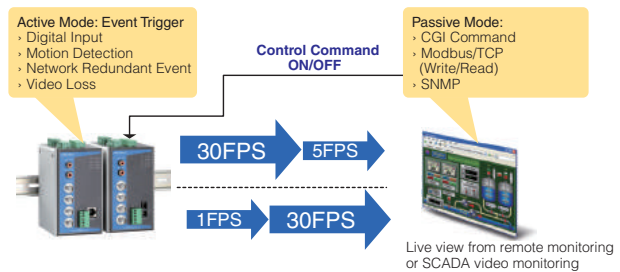 Active Mode: Event Trigger
› Digital Input
› Motion Detection
› Network Redundant Event
› Video Loss
Control Command
ON/OFF
Passive Mode:
› CGI Command
› Modbus/TCP
(Write/Read)
› SNMP
30FPS
5FPS
1FPS
30FPS
Live view from remote monitoring
or SCADA video monitoring